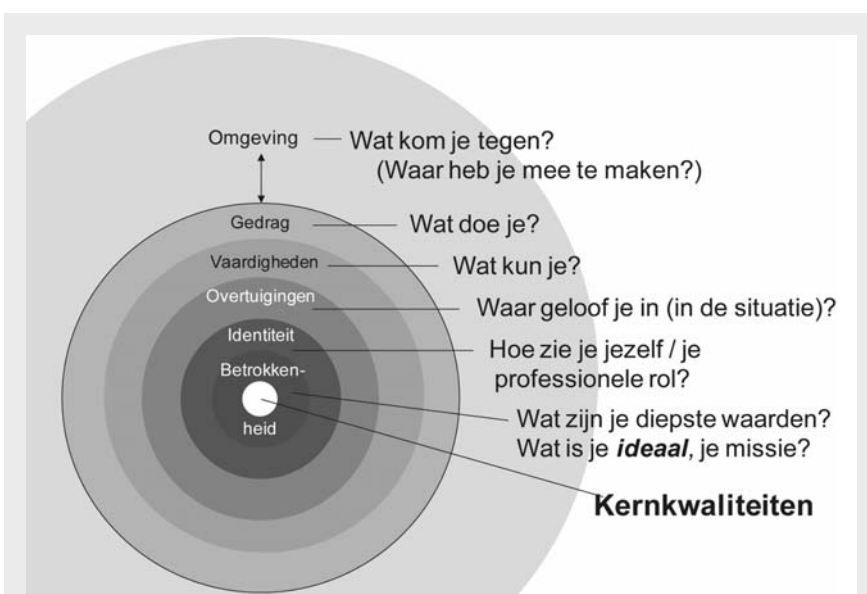 Omgeving
Wat kom je tegen?
(Waar heb je mee te maken?)
Gedrag
Wat doe je?
Vaardigheden
Wat kun je?
Overtuigingen
Waar geloof je in (in de situatie)?
Identiteit
Hoe zie je jezelf / je
professionele rol?
Betrokken-
heid
Wat zijn je diepste waarden?
Wat is je ideaal, je missie?
Kernkwaliteiten